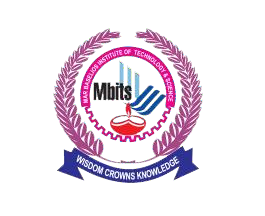 MAR BASELIOS INSTITUTE OF TECHNOLOGY & SCIENCE
Mbits
WISDOM CROWNS KNOWLEDGE